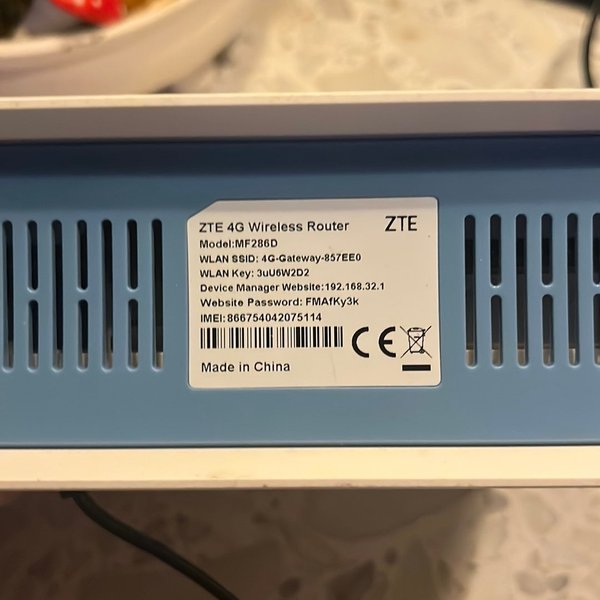 ZTE 4G Wireless Router ZTE
Model:MF286D
WLAN SSID: 4G-Gateway-857EE0
WLAN Key: 3uU6W2D2
Device Manager Website:192.168.32.1
Website Password: FMAfKy3k
IMEI:866754042075114
CE
Made in China